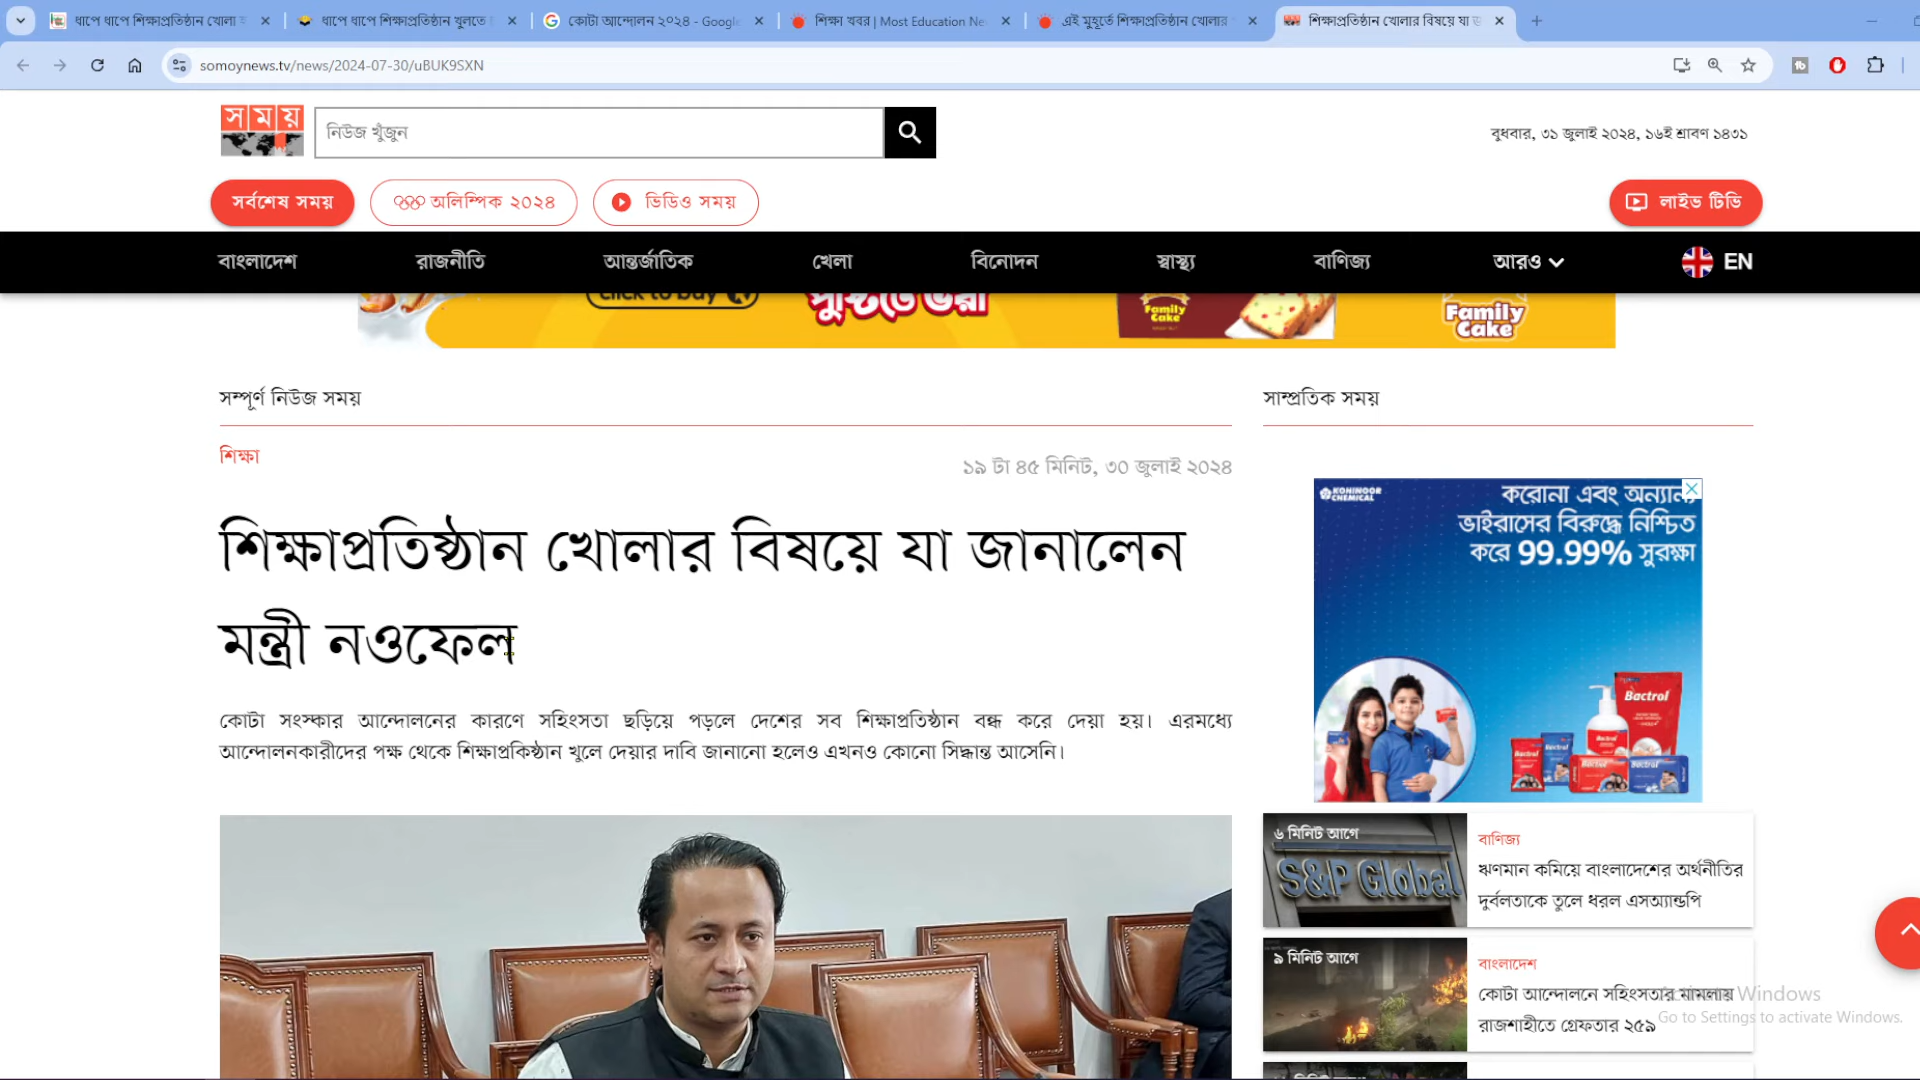 ধাপে ধাপে শিক্ষাপ্রতিষ্ঠান খোলা হ
ধাপে ধাপে শিক্ষাপ্রতিষ্ঠান খুলতে
কোটা আন্দোলন ২০২৪ - Google
শিক্ষা খবর | Most Education Ne
এই মুহূর্তে শিক্ষাপ্রতিষ্ঠান খোলার
শিক্ষাপ্রতিষ্ঠান খোলার বিষয়ে যা জ
somoynews.tv/news/2024-07-30/uBUK9SXN
সময়
নিউজ খুঁজুন
বুধবার, ৩১ জুলাই ২০২৪, ১৬ই শ্রাবণ ১৪৩১
সর্বশেষ সময়
অলিম্পিক ২০২৪
ভিডিও সময়
লাইভ টিভি
বাংলাদেশ রাজনীতি আন্তর্জাতিক খেলা বিনোদন স্বাস্থ্য বাণিজ্য আরও EN
Click to buy
পুষ্টিতে ভরা
Family Cake
Family
Cake
সম্পূর্ণ নিউজ সময়
সাম্প্রতিক সময়
শিক্ষা
১৯ টা ৪৫ মিনিট, ৩০ জুলাই ২০২৪
শিক্ষাপ্রতিষ্ঠান খোলার বিষয়ে যা জানালেন
মন্ত্রী নওফেল
কোটা সংস্কার আন্দোলনের কারণে সহিংসতা ছড়িয়ে পড়লে দেশের সব শিক্ষাপ্রতিষ্ঠান বন্ধ করে দেয়া হয়। এরমধ্যে
আন্দোলনকারীদের পক্ষ থেকে শিক্ষাপ্রকিষ্ঠান খুলে দেয়ার দাবি জানানো হলেও এখনও কোনো সিদ্ধান্ত আসেনি।
KOHINOOR
CHEMICAL
করোনা এবং অন্যান্য
ভাইরাসের বিরুদ্ধে নিশ্চিত
করে 99.99% সুরক্ষা
Bactrol
৬ মিনিট আগে
S&P Global
বাণিজ্য
ঋণমান কমিয়ে বাংলাদেশের অর্থনীতির
দুর্বলতাকে তুলে ধরল এসঅ্যান্ডপি
৯ মিনিট আগে
বাংলাদেশ
কোটা আন্দোলনে সহিংসতার মামলায়
রাজশাহীতে গ্রেফতার ২৫৯
Activate Windows
Go to Settings to activate Windows.